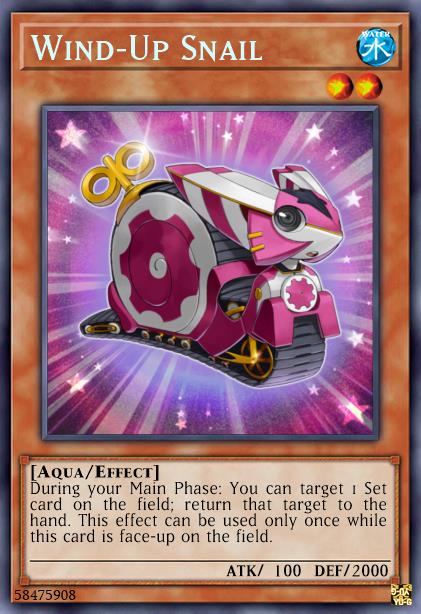 Wind-Up Snail
WATER
水
[Aqua/Effect]
During your Main Phase: You can target 1 Set
card on the field; return that target to the
hand. This effect can be used only once while
this card is face-up on the field.
ATK/ 100 DEF/2000
58475908